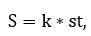 S = k * st,